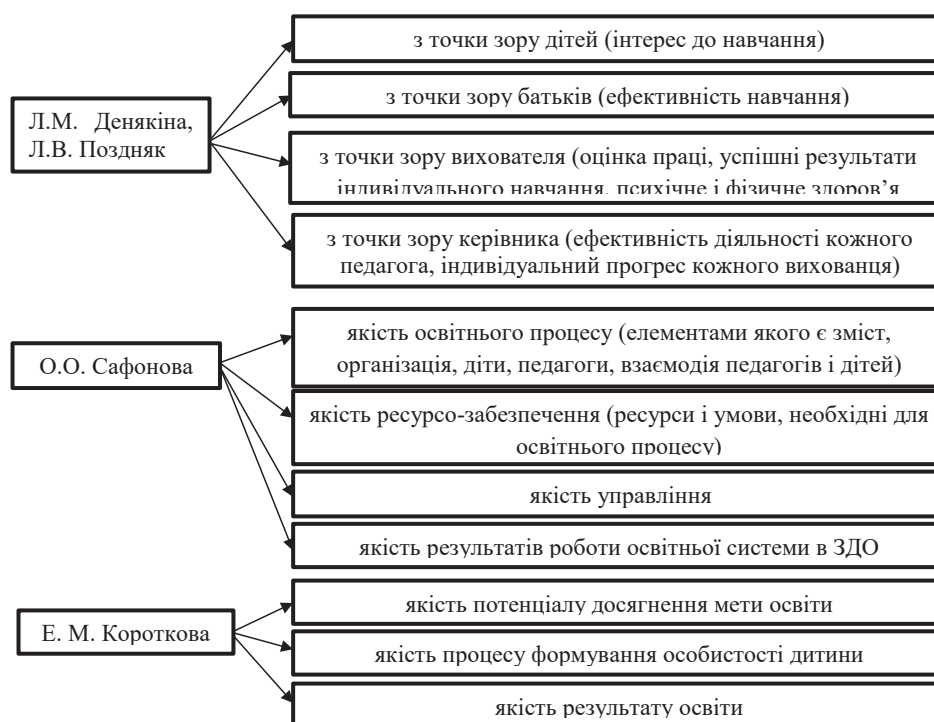 з точки зору дітей (інтерес до навчання)
з точки зору батьків (ефективність навчання)
Л.М. Денякіна,
Л.В. Поздняк
з точки зору вихователя (оцінка праці, успішні результати
індивідуального навчання, психічне і фізичне здоров’я
з точки зору керівника (ефективність діяльності кожного
педагога, індивідуальний прогрес кожного вихованця)
О.О. Сафонова
якість освітнього процесу (елементами якого є зміст,
організація, діти, педагоги, взаємодія педагогів і дітей)
якість ресурсо-забезпечення (ресурси і умови, необхідні для
освітнього процесу)
якість управління
якість результатів роботи освітньої системи в ЗДО
Е. М. Короткова
якість потенціалу досягнення мети освіти
якість процесу формування особистості дитини
якість результату освіти